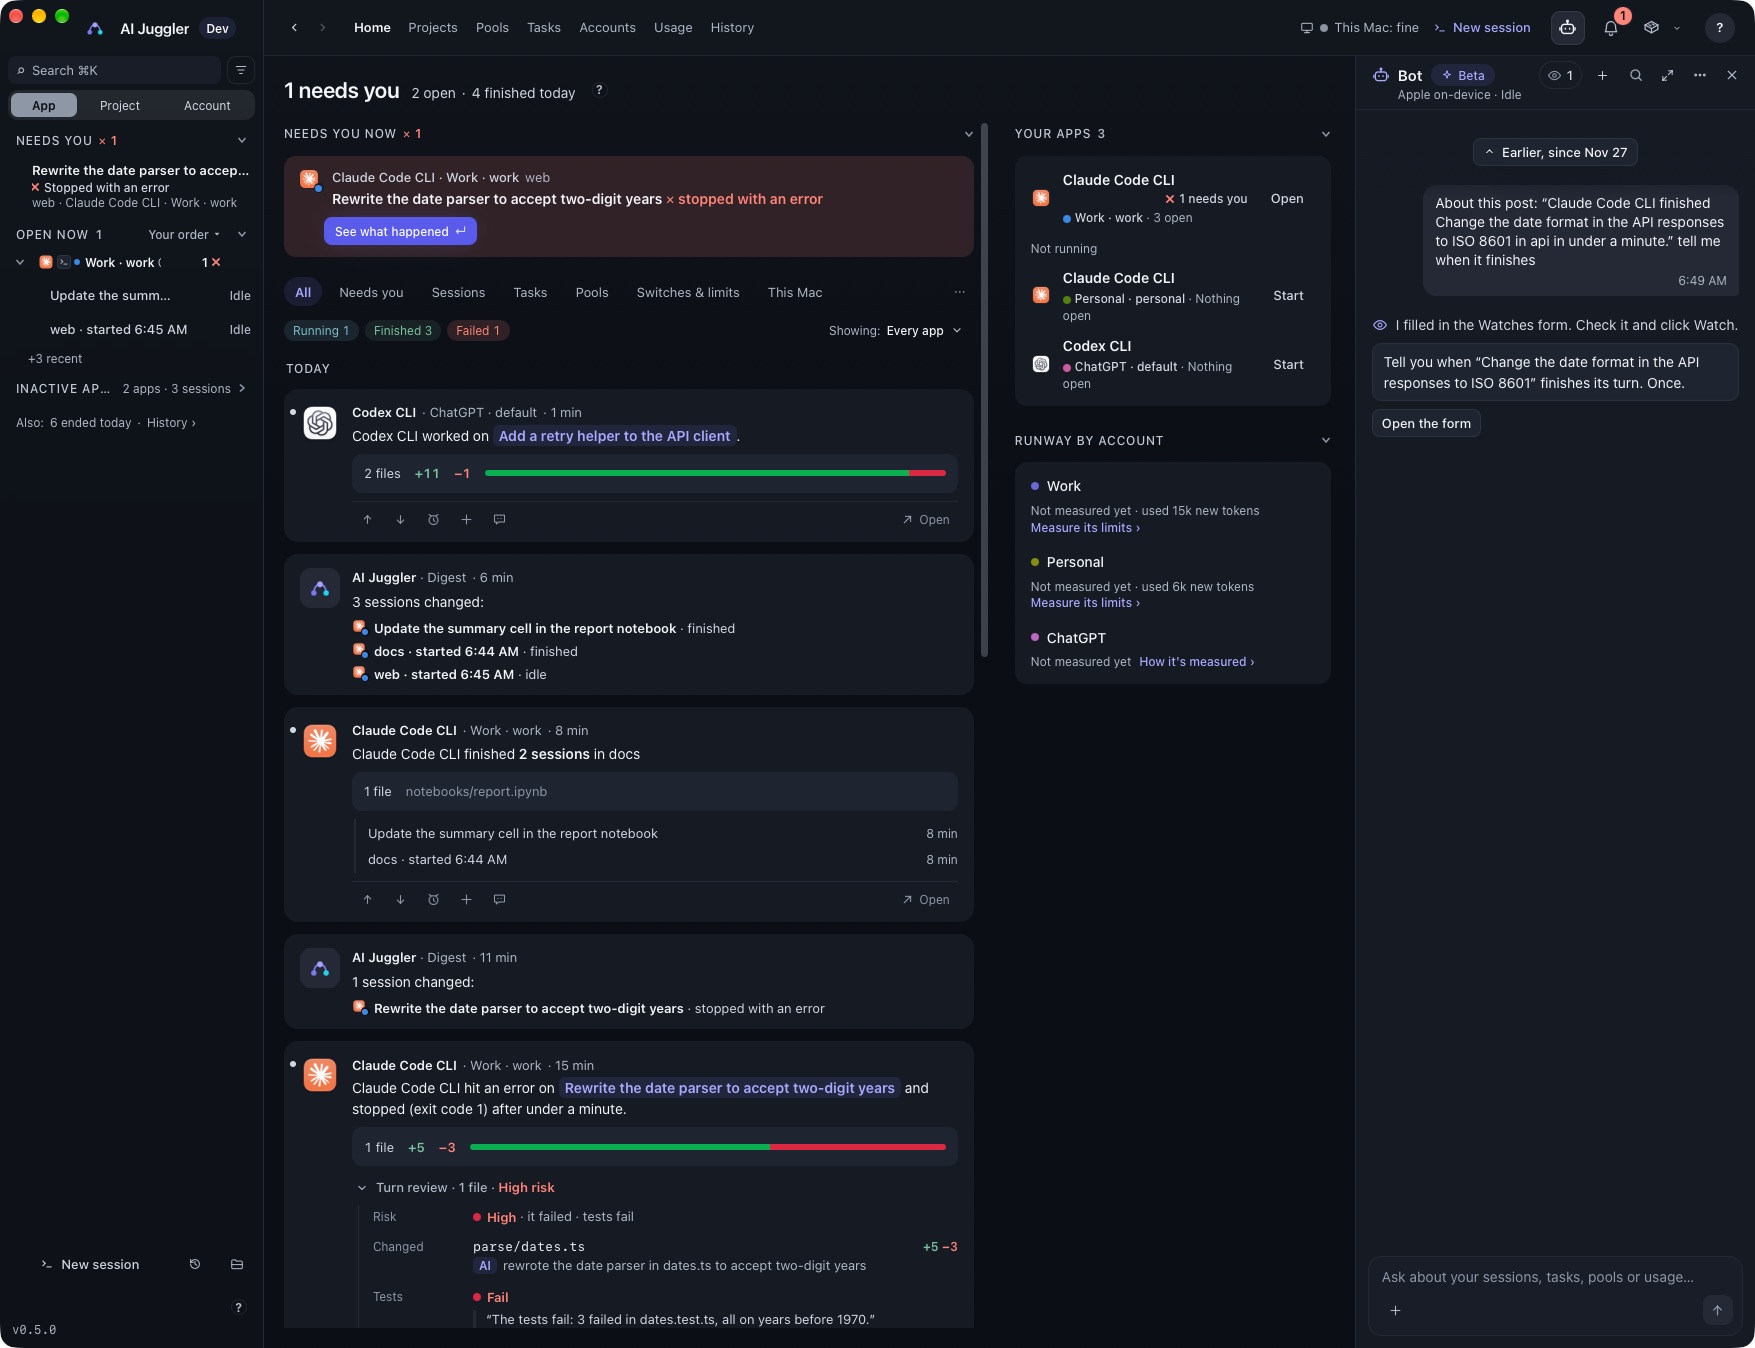 AI Juggler Dev
Search ⌘K
App Project Account
NEEDS YOU × 1
Rewrite the date parser to accep...
× Stopped with an error
web · Claude Code CLI · Work · work
OPEN NOW 1 Your order
Work · work 1 ×
Update the summ... Idle
web · started 6:45 AM Idle
+3 recent
INACTIVE AP... 2 apps · 3 sessions >
Also: 6 ended today · History ›
New session
?
v0.5.0
Home Projects Pools Tasks Accounts Usage History
This Mac: fine New session 1 ?
1 needs you 2 open · 4 finished today ?
NEEDS YOU NOW × 1
Claude Code CLI · Work · work web
Rewrite the date parser to accept two-digit years × stopped with an error
See what happened ↵
All Needs you Sessions Tasks Pools Switches & limits This Mac ...
Running 1 Finished 3 Failed 1 Showing: Every app
TODAY
Codex CLI · ChatGPT · default · 1 min
Codex CLI worked on Add a retry helper to the API client .
2 files +11 −1
Open
AI Juggler · Digest · 6 min
3 sessions changed:
Update the summary cell in the report notebook · finished
docs · started 6:44 AM · finished
web · started 6:45 AM · idle
Claude Code CLI · Work · work · 8 min
Claude Code CLI finished 2 sessions in docs
1 file notebooks/report.ipynb
Update the summary cell in the report notebook 8 min
docs · started 6:44 AM 8 min
Open
AI Juggler · Digest · 11 min
1 session changed:
Rewrite the date parser to accept two-digit years · stopped with an error
Claude Code CLI · Work · work · 15 min
Claude Code CLI hit an error on Rewrite the date parser to accept two-digit years and
stopped (exit code 1) after under a minute.
1 file +5 −3
Turn review · 1 file · High risk
Risk High · it failed · tests fail
Changed parse/dates.ts +5 −3
AI rewrote the date parser in dates.ts to accept two-digit years
Tests Fail
“The tests fail: 3 failed in dates.test.ts, all on years before 1970.”
YOUR APPS 3
Claude Code CLI
× 1 needs you Open
Work · work · 3 open
Not running
Claude Code CLI
Personal · personal · Nothing
open
Start
Codex CLI
ChatGPT · default · Nothing
open
Start
RUNWAY BY ACCOUNT
Work
Not measured yet · used 15k new tokens
Measure its limits ›
Personal
Not measured yet · used 6k new tokens
Measure its limits ›
ChatGPT
Not measured yet How it's measured ›
Bot Beta 1
Apple on-device · Idle
Earlier, since Nov 27
About this post: “Claude Code CLI finished
Change the date format in the API responses
to ISO 8601 in api in under a minute.” tell me
when it finishes
6:49 AM
I filled in the Watches form. Check it and click Watch.
Tell you when “Change the date format in the API
responses to ISO 8601” finishes its turn. Once.
Open the form
Ask about your sessions, tasks, pools or usage...